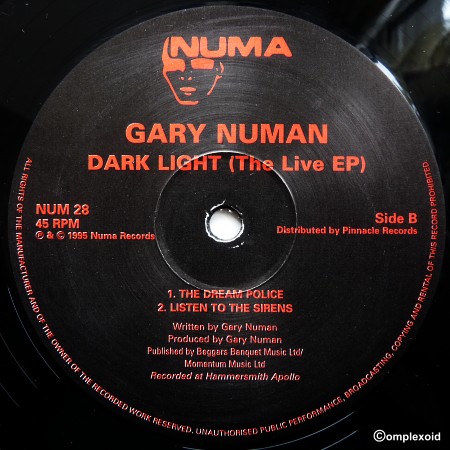 NUMA
GARY NUMAN
DARK LIGHT (The Live EP)
NUM 28
45 RPM
℗ & © 1995 Numa Records
Side B
Distributed by Pinnacle Records
1. THE DREAM POLICE
2. LISTEN TO THE SIRENS
Written by Gary Numan
Produced by Gary Numan
Published by Beggars Banquet Music Ltd/
Momentum Music Ltd
Recorded at Hammersmith Apollo
ALL RIGHTS OF THE MANUFACTURER AND OF THE OWNER OF THE RECORDED WORK RESERVED. UNAUTHORISED PUBLIC PERFORMANCE, BROADCASTING, COPYING AND RENTAL OF THIS RECORD PROHIBITED.
©omplexoid